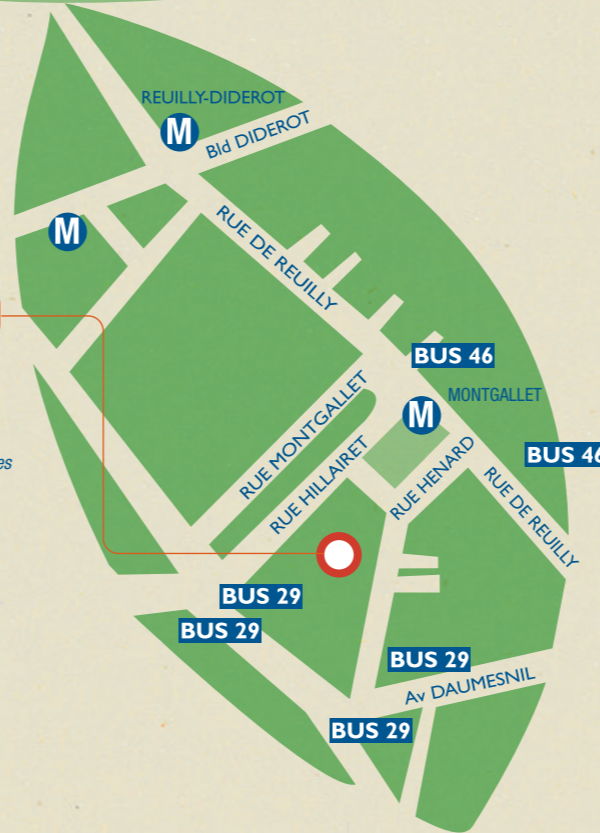 REUILLY-DIDEROT
M
Bld DIDEROT
M
RUE DE REUILLY
BUS 46
MONTGALLET
M
RUE MONTGALLET
BUS 46
es
RUE HILLAIRET
RUE HENARD
RUE DE REUILLY
BUS 29
BUS 29
BUS 29
Av DAUMESNIL
BUS 29